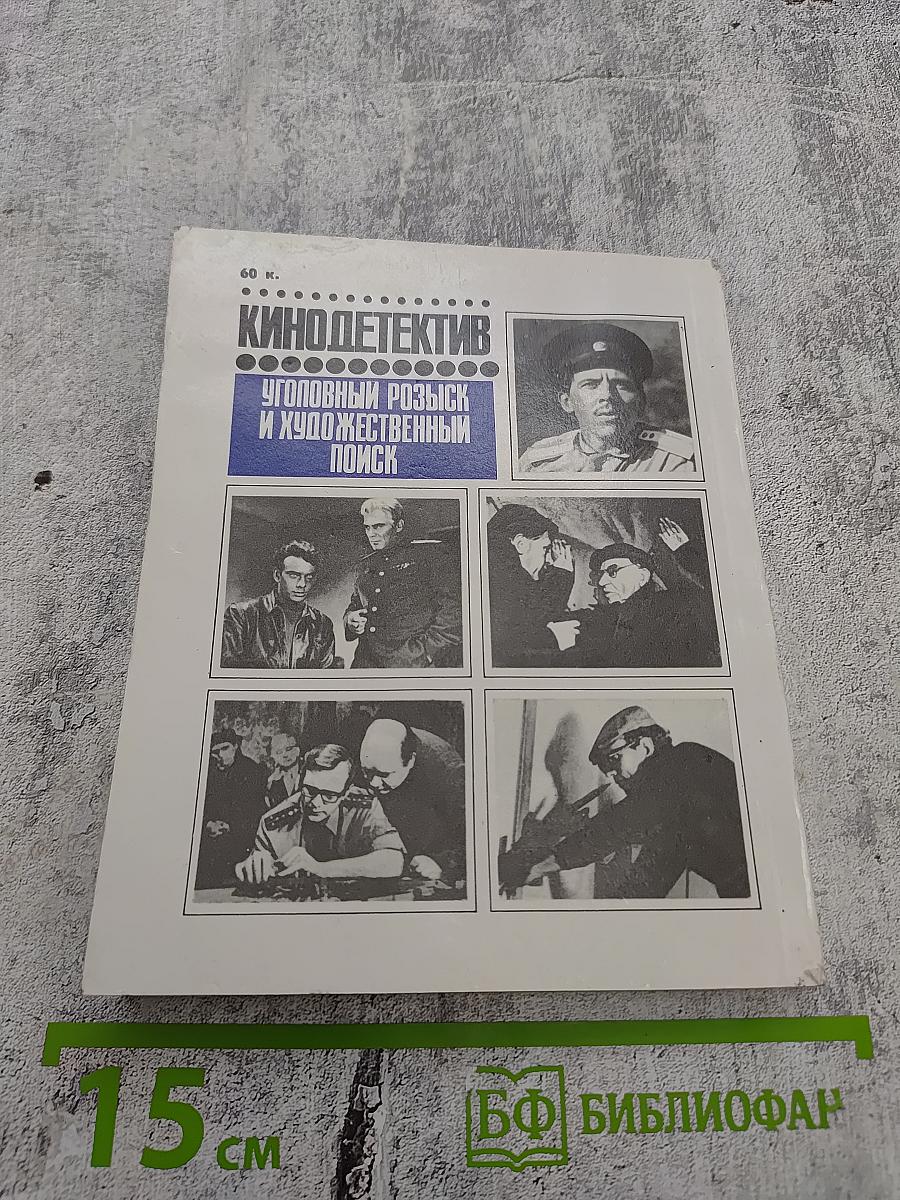 60 к.
КИНОДЕТЕКТИВ
УГОЛОВНЫЙ РОЗЫСК
И ХУДОЖЕСТВЕННЫЙ
ПОИСК
15 см
БФ БИБЛИОФАН